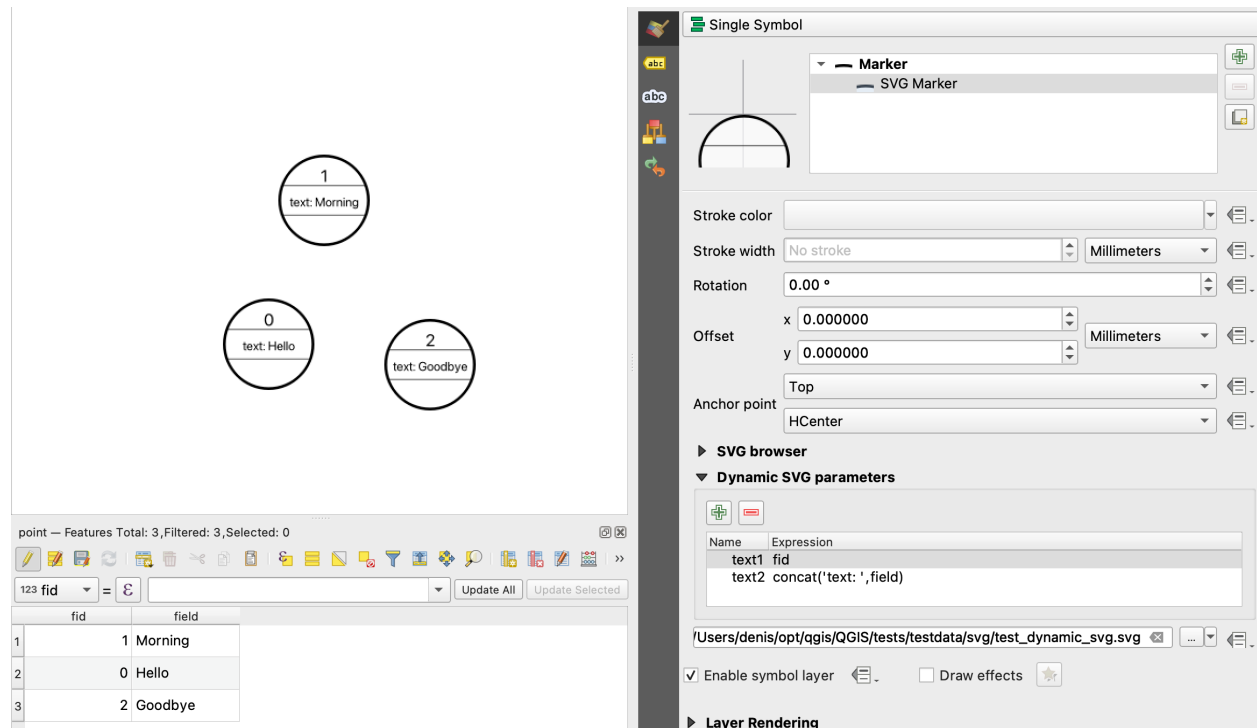 1
text: Morning
0
text: Hello
2
text: Goodbye
point — Features Total: 3,Filtered: 3,Selected: 0
123 fid = ε Update All Update Selected
fid field
1 1 Morning
2 0 Hello
3 2 Goodbye
abc
abc
Single Symbol
Marker
SVG Marker
Stroke color
Stroke width No stroke Millimeters
Rotation 0.00 °
Offset x 0.000000 Millimeters
y 0.000000
Anchor point Top
HCenter
SVG browser
Dynamic SVG parameters
Name Expression
text1 fid
text2 concat('text: ',field)
/Users/denis/opt/qgis/QGIS/tests/testdata/svg/test_dynamic_svg.svg ...
Enable symbol layer Draw effects
Layer Rendering